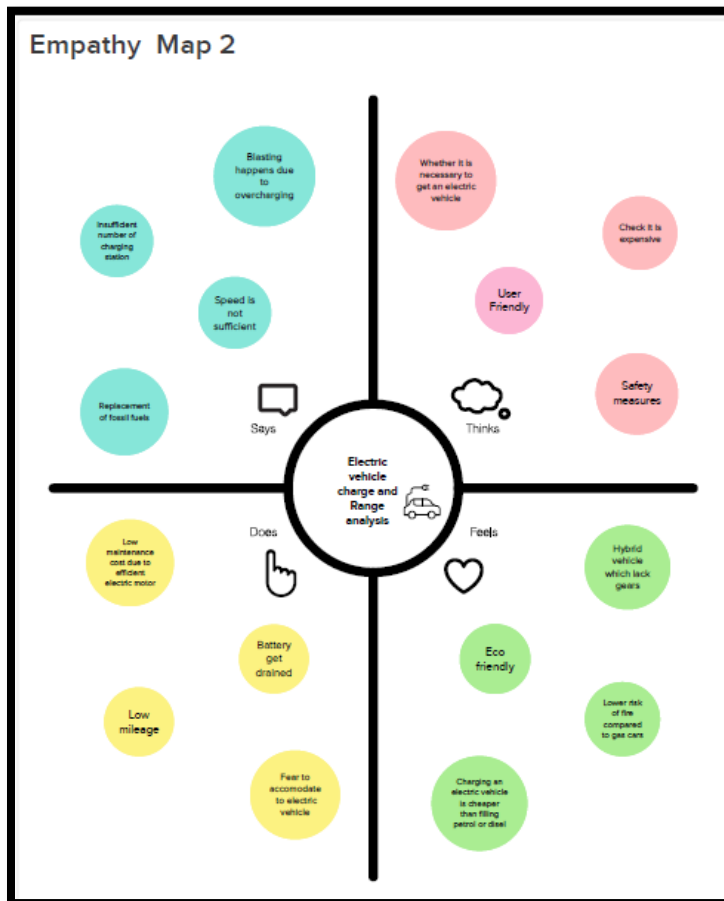 Empathy Map 2
Blasting
happens due
to
overcharging
Insufficient
number of
charging
station
Speed is
not
sufficient
Replacement
of fossil fuels
Says
Whether it is
necessary to
get an electric
vehicle
Check it is
expensive
User
Friendly
Safety
measures
Thinks
Electric
vehicle
charge and
Range
analysis
Does
Low
maintenance
cost due to
efficient
electric motor
Battery
get
drained
Low
mileage
Fear to
accomodate
to electric
vehicle
Feels
Hybrid
vehicle
which lack
gears
Eco
friendly
Lower risk
of fire
compared
to gas cars
Charging an
electric vehicle
is cheaper
than filling
petrol or disel